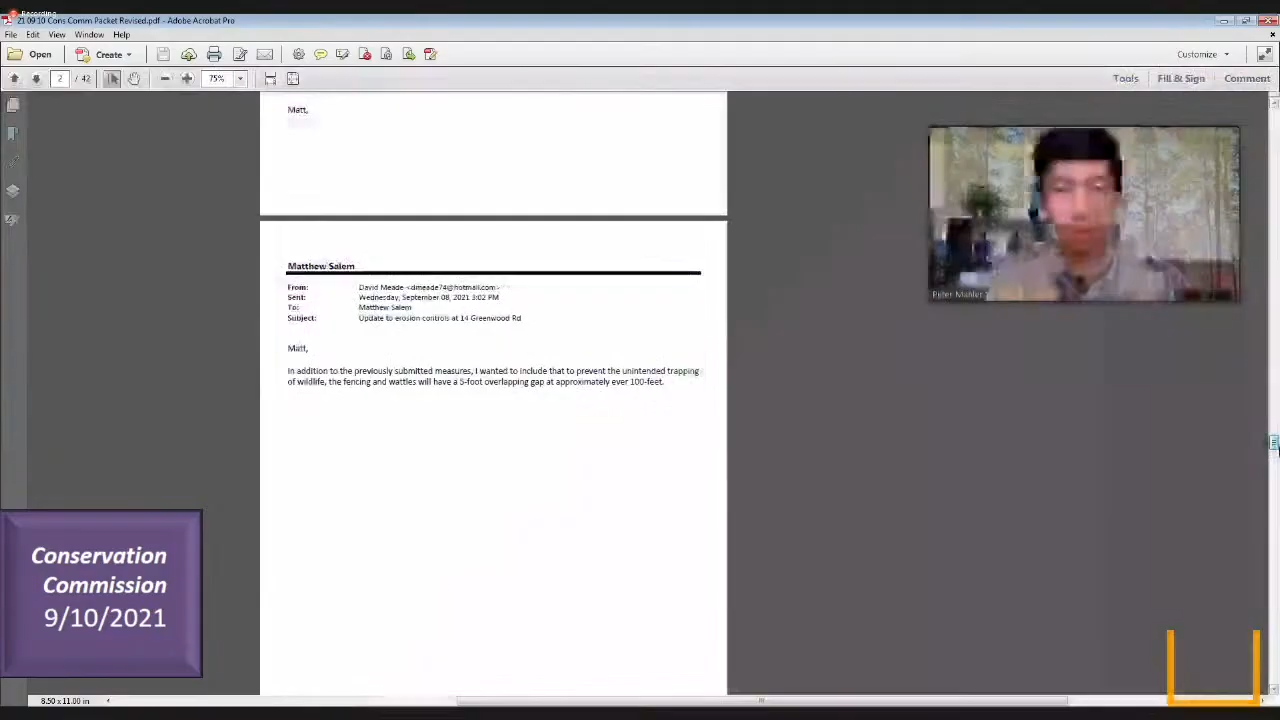 Recording
21 09 10 Cons Comm Packet Revised.pdf - Adobe Acrobat Pro
File Edit View Window Help
Open Create Customize
2 / 42 75% Tools Fill & Sign Comment
Matt,
Matthew Salem
From: David Meade <dmeade74@hotmail.com>
Sent: Wednesday, September 08, 2021 3:02 PM
To: Matthew Salem
Subject: Update to erosion controls at 14 Greenwood Rd
Matt,
In addition to the previously submitted measures, I wanted to include that to prevent the unintended trapping
of wildlife, the fencing and wattles will have a 5-foot overlapping gap at approximately ever 100-feet.
Peter Mahler
Conservation
Commission
9/10/2021
8.50 x 11.00 in